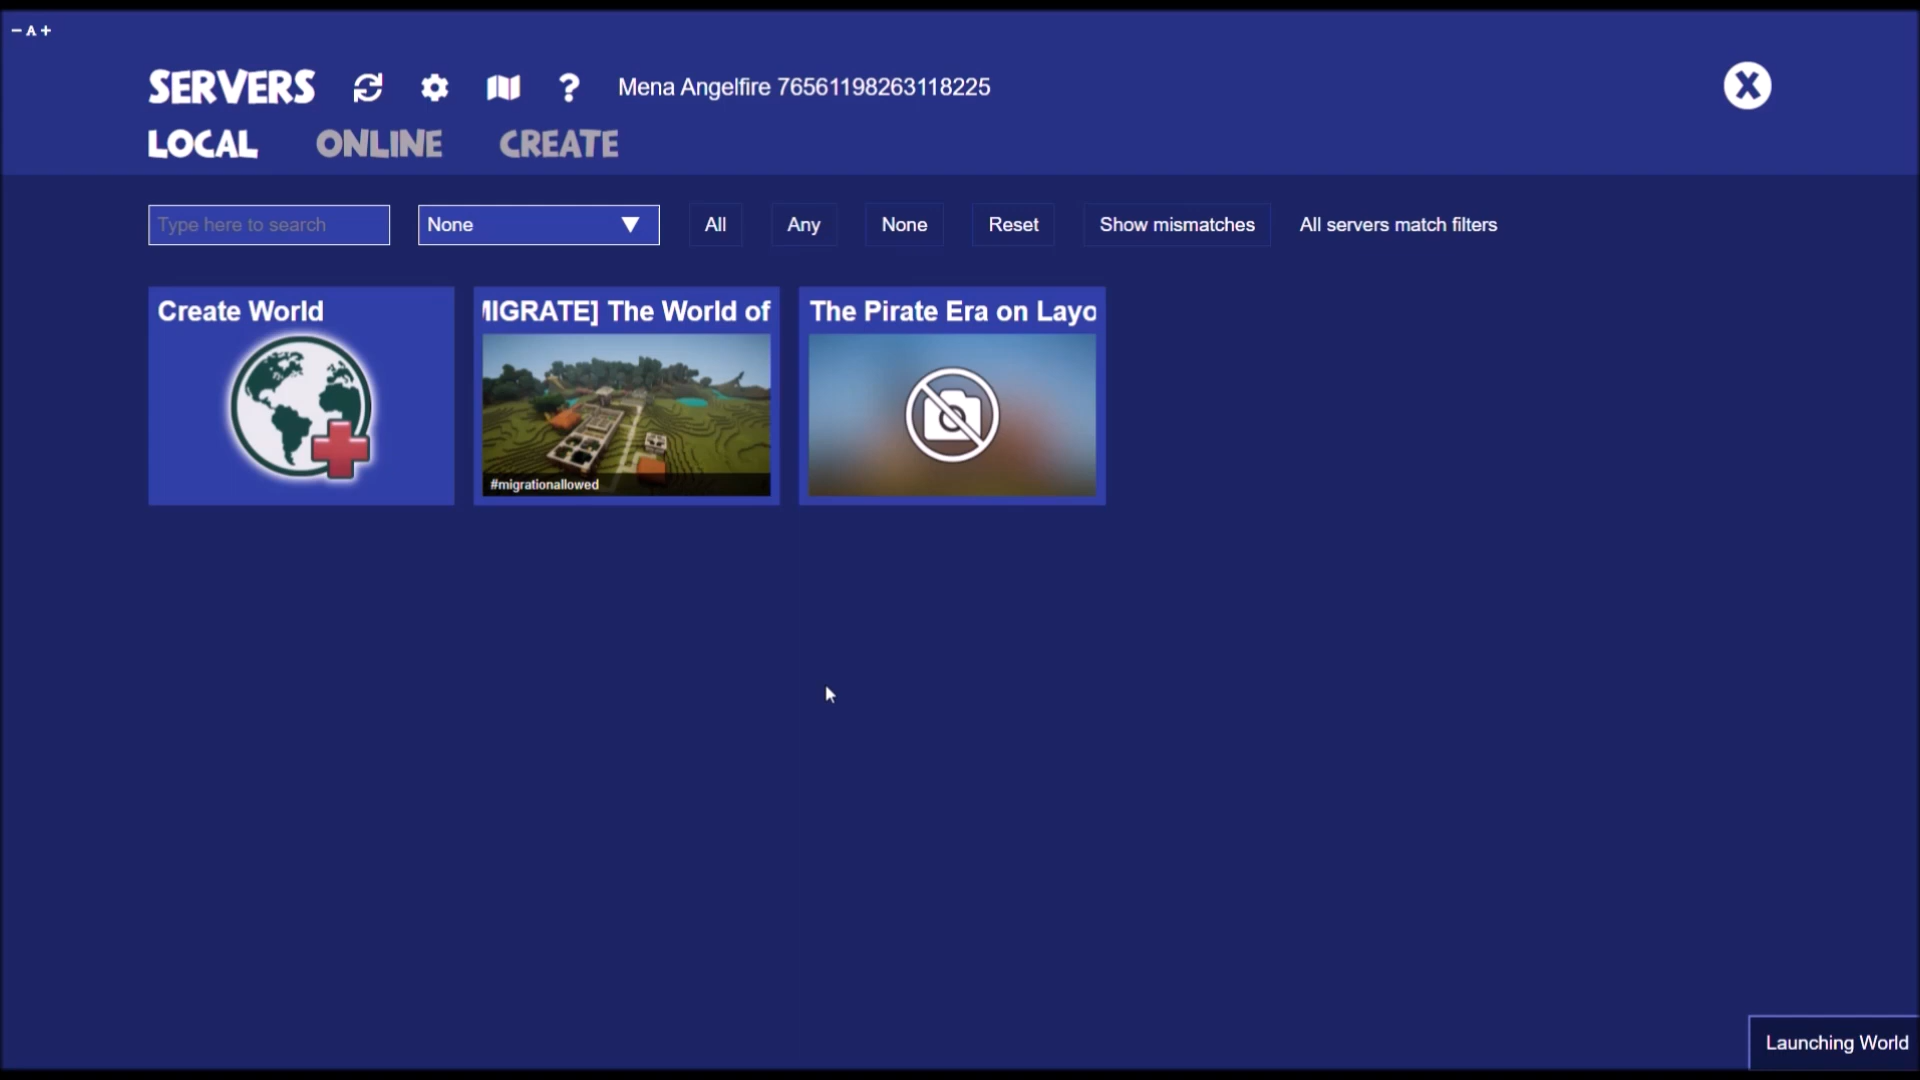 – A +
SERVERS ? Mena Angelfire 76561198263118225 X
LOCAL ONLINE CREATE
Type here to search None All Any None Reset Show mismatches All servers match filters
Create World
MIGRATE] The World of
The Pirate Era on Layo
#migrationallowed
Launching World